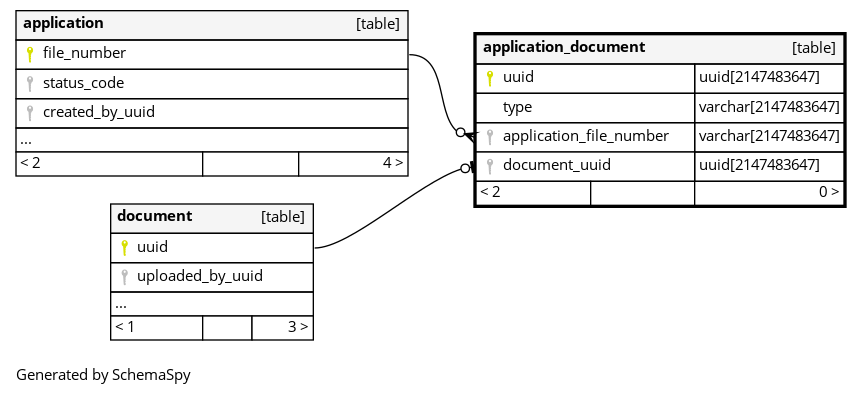 application [table]
file_number
status_code
created_by_uuid
...
< 2 4 >
application_document [table]
uuid uuid[2147483647]
type varchar[2147483647]
application_file_number varchar[2147483647]
document_uuid uuid[2147483647]
< 2 0 >
document [table]
uuid
uploaded_by_uuid
...
< 1 3 >
Generated by SchemaSpy